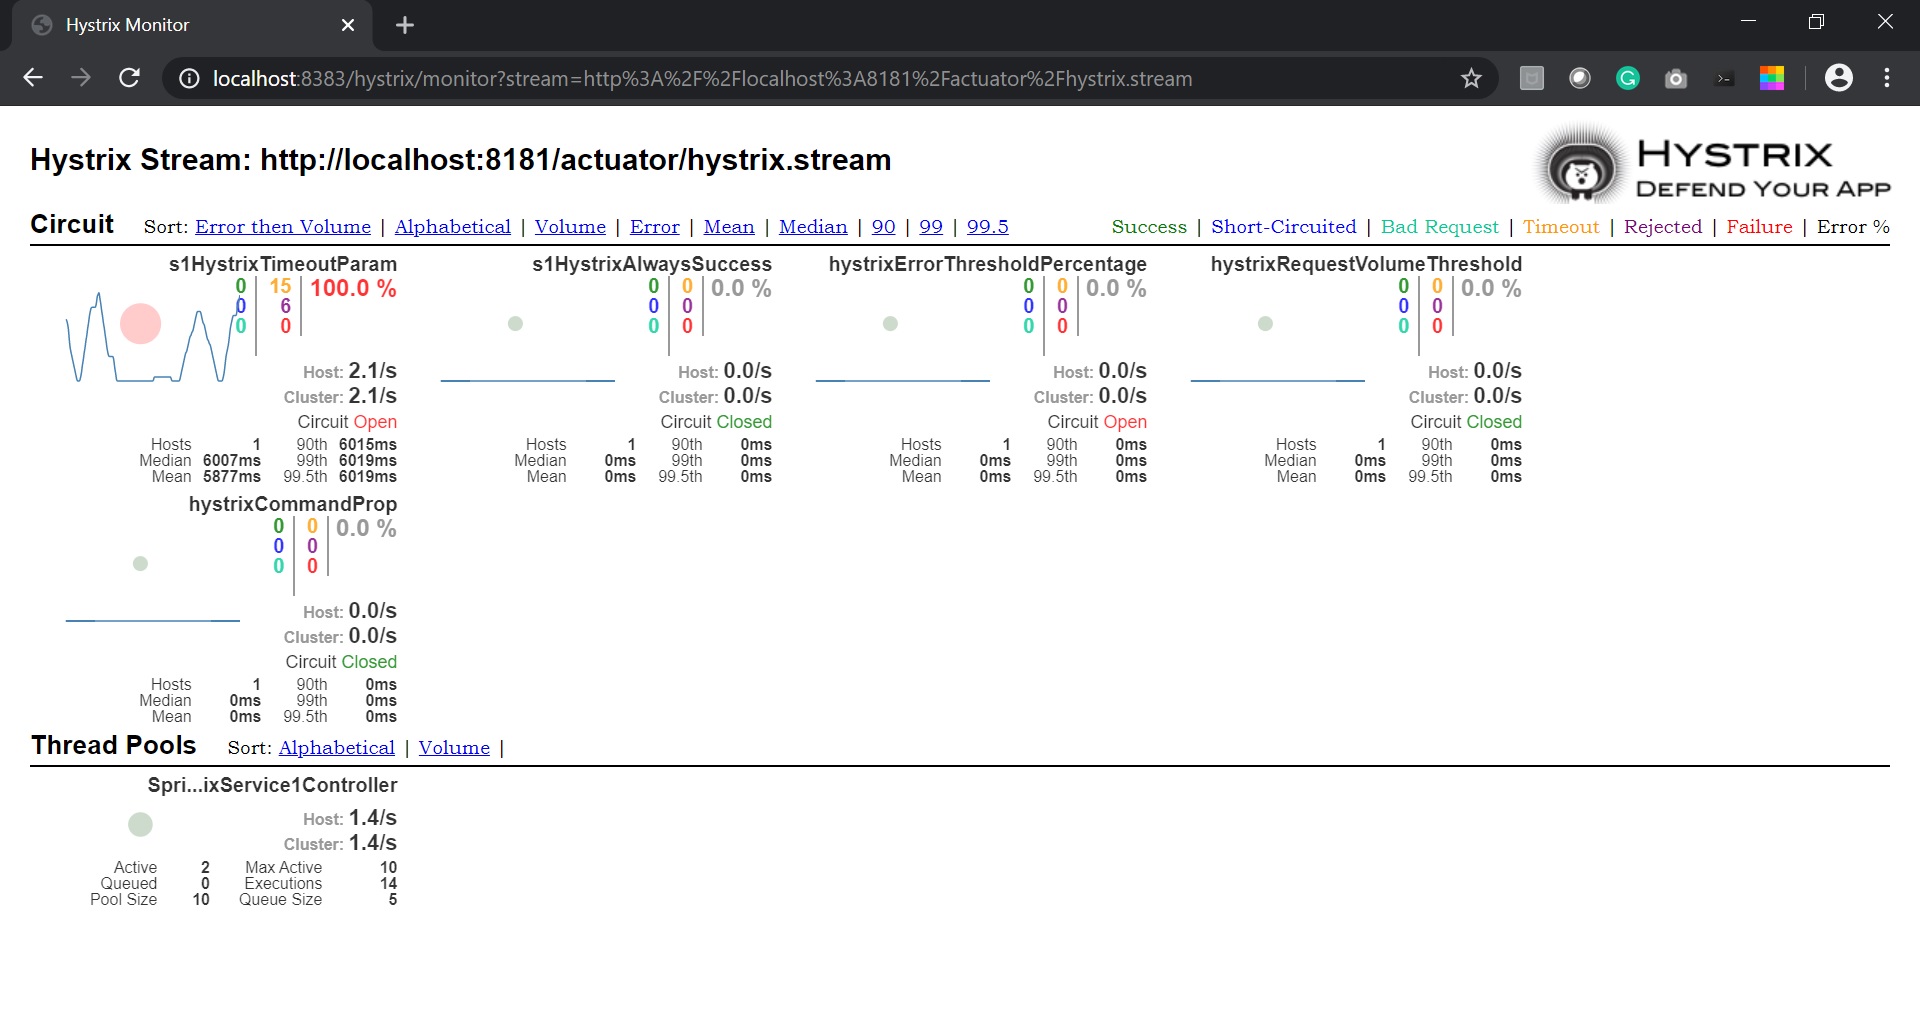 Hystrix Monitor
localhost:8383/hystrix/monitor?stream=http%3A%2F%2Flocalhost%3A8181%2Factuator%2Fhystrix.stream
Hystrix Stream: http://localhost:8181/actuator/hystrix.stream
HYSTRIX
DEFEND YOUR APP
Circuit Sort: Error then Volume | Alphabetical | Volume | Error | Mean | Median | 90 | 99 | 99.5 Success | Short-Circuited | Bad Request | Timeout | Rejected | Failure | Error %
s1HystrixTimeoutParam
0 15 100.0 %
0 6
0 0
Host: 2.1/s
Cluster: 2.1/s
Circuit Open
Hosts 1 90th 6015ms
Median 6007ms 99th 6019ms
Mean 5877ms 99.5th 6019ms
s1HystrixAlwaysSuccess
0 0 0.0 %
0 0
0 0
Host: 0.0/s
Cluster: 0.0/s
Circuit Closed
Hosts 1 90th 0ms
Median 0ms 99th 0ms
Mean 0ms 99.5th 0ms
hystrixErrorThresholdPercentage
0 0 0.0 %
0 0
0 0
Host: 0.0/s
Cluster: 0.0/s
Circuit Open
Hosts 1 90th 0ms
Median 0ms 99th 0ms
Mean 0ms 99.5th 0ms
hystrixRequestVolumeThreshold
0 0 0.0 %
0 0
0 0
Host: 0.0/s
Cluster: 0.0/s
Circuit Closed
Hosts 1 90th 0ms
Median 0ms 99th 0ms
Mean 0ms 99.5th 0ms
hystrixCommandProp
0 0 0.0 %
0 0
0 0
Host: 0.0/s
Cluster: 0.0/s
Circuit Closed
Hosts 1 90th 0ms
Median 0ms 99th 0ms
Mean 0ms 99.5th 0ms
Thread Pools Sort: Alphabetical | Volume |
Spri...ixService1Controller
Host: 1.4/s
Cluster: 1.4/s
Active 2 Max Active 10
Queued 0 Executions 14
Pool Size 10 Queue Size 5